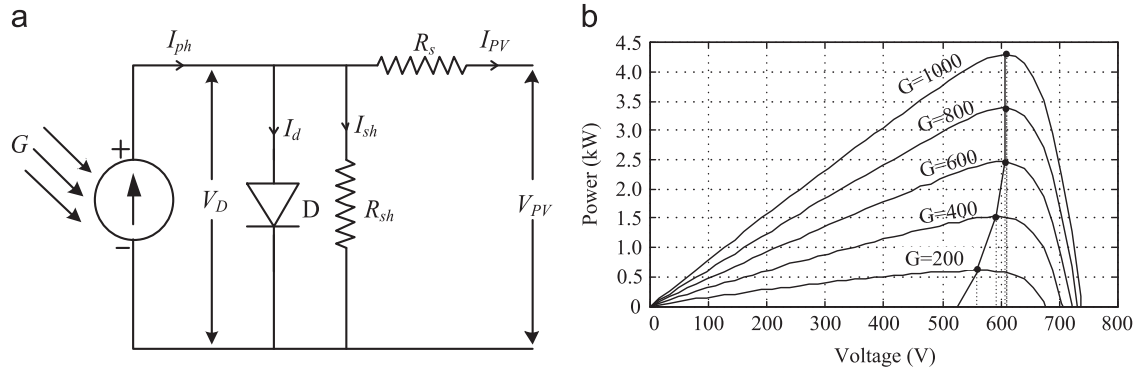 a
I_ph
R_s
I_PV
G
+
−
V_D
I_d
D
I_sh
R_sh
V_PV
b
Power (kW)
4.5
4.0
3.5
3.0
2.5
2.0
1.5
1.0
0.5
0
G=1000
G=800
G=600
G=400
G=200
0 100 200 300 400 500 600 700 800
Voltage (V)